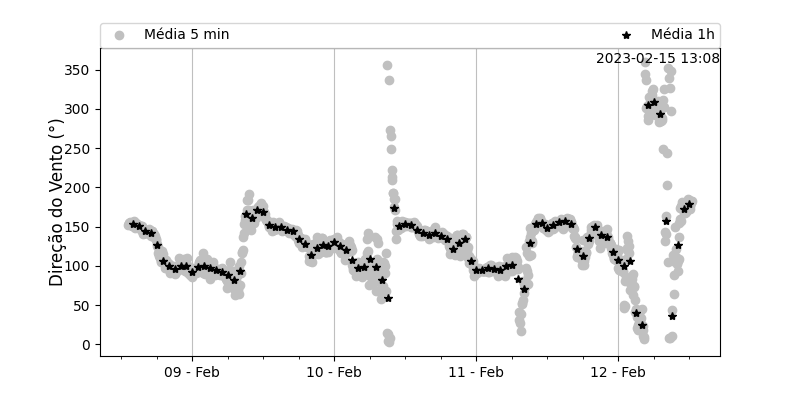 Média 5 min
Média 1h
2023-02-15 13:08
Direção do Vento (°)
350
300
250
200
150
100
50
0
09 - Feb
10 - Feb
11 - Feb
12 - Feb